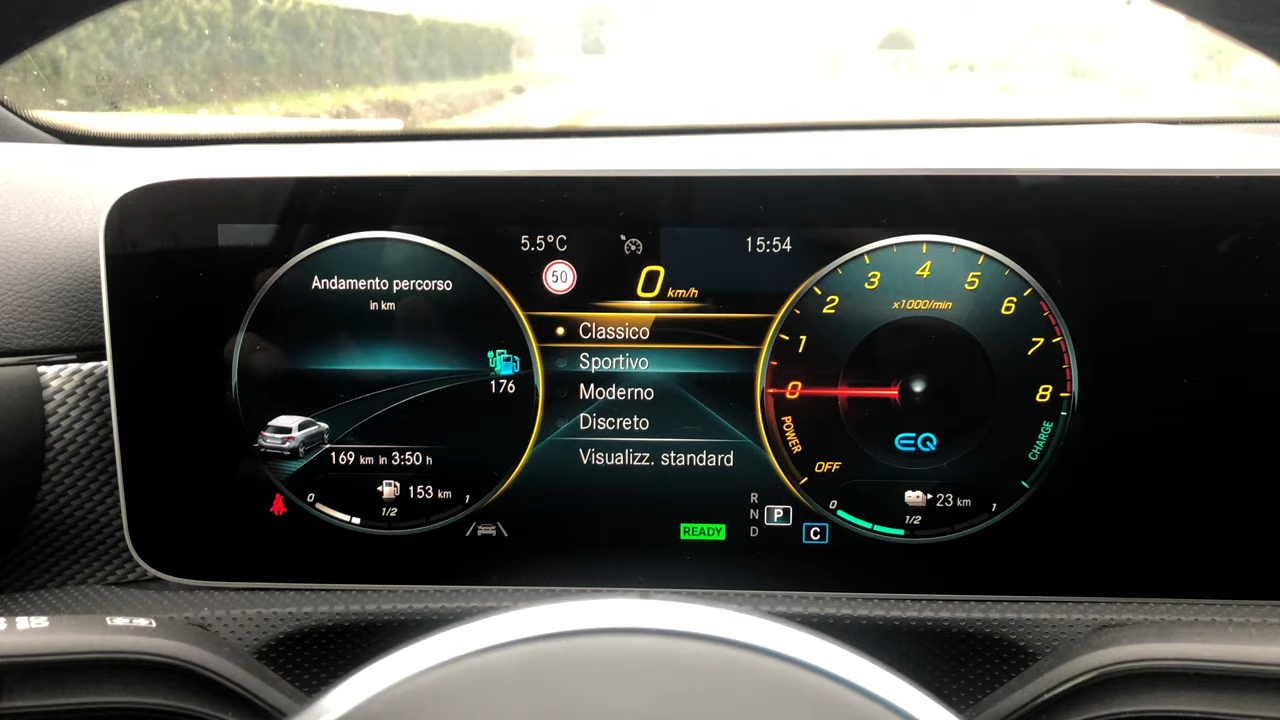 5.5°C
15:54
50
0 km/h
Andamento percorso
in km
176
169 km in 3:50 h
153 km
0
1/2
1
Classico
Sportivo
Moderno
Discreto
Visualizz. standard
READY
R
N
D
P
C
0
1
2
3
4
5
6
7
8
x1000/min
POWER
OFF
CHARGE
EQ
23 km
0
1/2
1